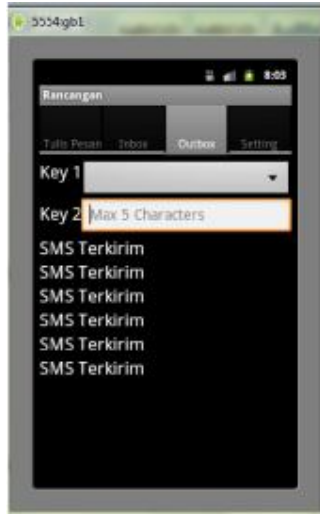 5554:gb1
8:03
Rancangan
Tulis Pesan Inbox Outbox Setting
Key 1
Key 2 Max 5 Characters
SMS Terkirim
SMS Terkirim
SMS Terkirim
SMS Terkirim
SMS Terkirim
SMS Terkirim